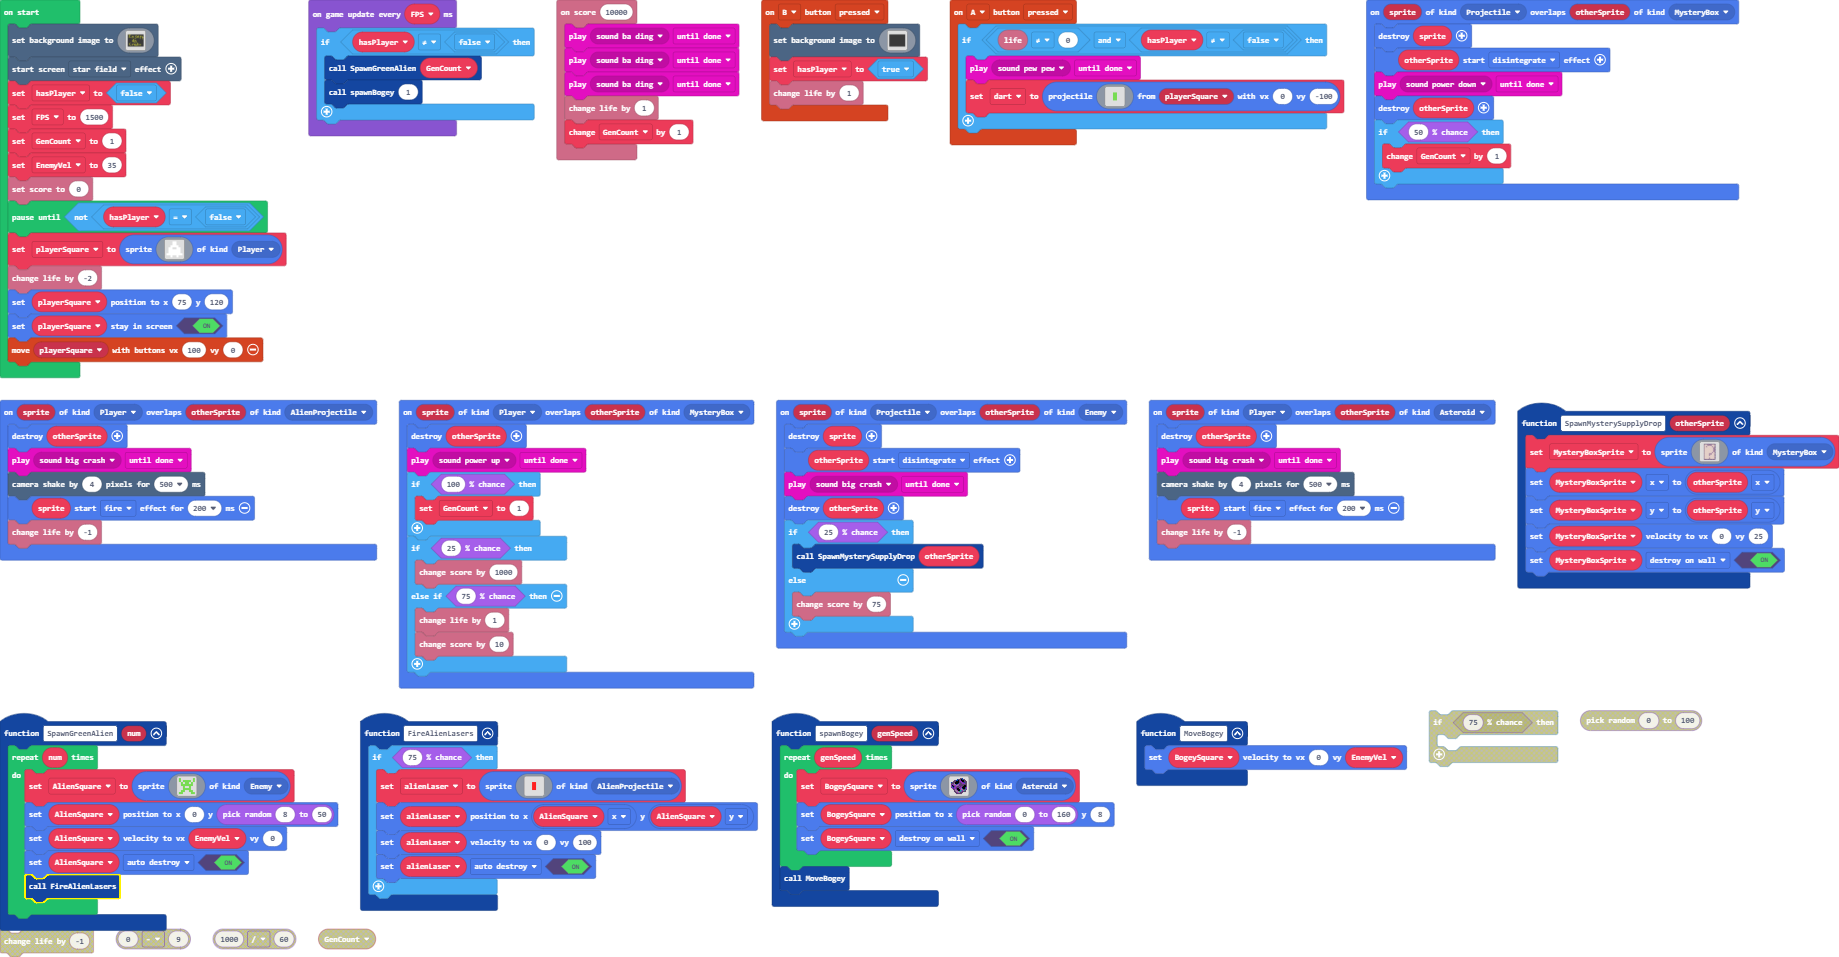 on start
set background image to
start screen star field effect
set hasPlayer to false
set FPS to 1500
set GenCount to 1
set EnemyVel to 35
set score to 0
pause until not hasPlayer = false
set playerSquare to sprite of kind Player
change life by -2
set playerSquare position to x 75 y 120
set playerSquare stay in screen ON
move playerSquare with buttons vx 100 vy 0
on game update every FPS ms
if hasPlayer ≠ false then
call SpawnGreenAlien GenCount
call spawnBogey 1
on score 10000
play sound ba ding until done
play sound ba ding until done
play sound ba ding until done
change life by 1
change GenCount by 1
on B button pressed
set background image to
set hasPlayer to true
change life by 1
on A button pressed
if life ≠ 0 and hasPlayer ≠ false then
play sound pew pew until done
set dart to projectile from playerSquare with vx 0 vy -100
on sprite of kind Projectile overlaps otherSprite of kind MysteryBox
destroy sprite
otherSprite start disintegrate effect
play sound power down until done
destroy otherSprite
if 50 % chance then
change GenCount by 1
on sprite of kind Player overlaps otherSprite of kind AlienProjectile
destroy otherSprite
play sound big crash until done
camera shake by 4 pixels for 500 ms
sprite start fire effect for 200 ms
change life by -1
on sprite of kind Player overlaps otherSprite of kind MysteryBox
destroy otherSprite
play sound power up until done
if 100 % chance then
set GenCount to 1
if 25 % chance then
change score by 1000
else if 75 % chance then
change life by 1
change score by 10
on sprite of kind Projectile overlaps otherSprite of kind Enemy
destroy sprite
otherSprite start disintegrate effect
play sound big crash until done
destroy otherSprite
if 25 % chance then
call SpawnMysterySupplyDrop otherSprite
else
change score by 75
on sprite of kind Player overlaps otherSprite of kind Asteroid
destroy otherSprite
play sound big crash until done
camera shake by 4 pixels for 500 ms
sprite start fire effect for 200 ms
change life by -1
function SpawnMysterySupplyDrop otherSprite
set MysteryBoxSprite to sprite of kind MysteryBox
set MysteryBoxSprite x to otherSprite x
set MysteryBoxSprite y to otherSprite y
set MysteryBoxSprite velocity to vx 0 vy 25
set MysteryBoxSprite destroy on wall ON
function SpawnGreenAlien num
repeat num times
do
set AlienSquare to sprite of kind Enemy
set AlienSquare position to x 0 y pick random 8 to 50
set AlienSquare velocity to vx EnemyVel vy 0
set AlienSquare auto destroy ON
call FireAlienLasers
function FireAlienLasers
if 75 % chance then
set alienLaser to sprite of kind AlienProjectile
set alienLaser position to x AlienSquare x y AlienSquare y
set alienLaser velocity to vx 0 vy 100
set alienLaser auto destroy ON
function spawnBogey genSpeed
repeat genSpeed times
do
set BogeySquare to sprite of kind Asteroid
set BogeySquare position to x pick random 0 to 160 y 8
set BogeySquare destroy on wall ON
call MoveBogey
function MoveBogey
set BogeySquare velocity to vx 0 vy EnemyVel
if 75 % chance then
pick random 0 to 100
change life by -1
0 - 9
1000 / 60
GenCount